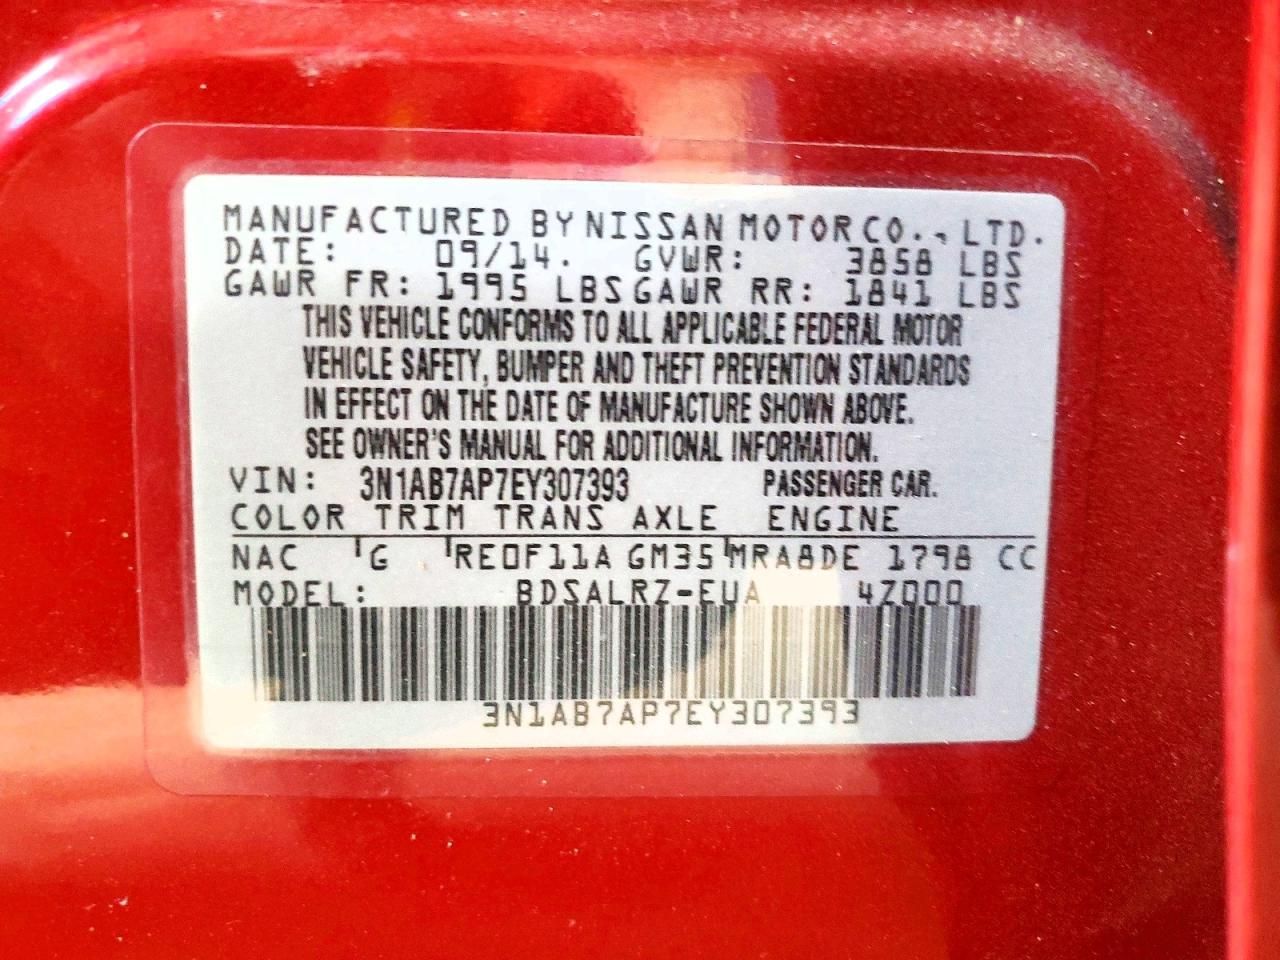 MANUFACTURED BY NISSAN MOTOR CO., LTD.
DATE: 09/14. GVWR: 3858 LBS
GAWR FR: 1995 LBS GAWR RR: 1841 LBS
THIS VEHICLE CONFORMS TO ALL APPLICABLE FEDERAL MOTOR
VEHICLE SAFETY, BUMPER AND THEFT PREVENTION STANDARDS
IN EFFECT ON THE DATE OF MANUFACTURE SHOWN ABOVE.
SEE OWNER'S MANUAL FOR ADDITIONAL INFORMATION.
VIN: 3N1AB7AP7EY307393 PASSENGER CAR.
COLOR TRIM TRANS AXLE ENGINE
NAC G RE0F11A GM35 MRA8DE 1798 CC
MODEL: BDSALRZ-EUA 4Z000
3N1AB7AP7EY307393